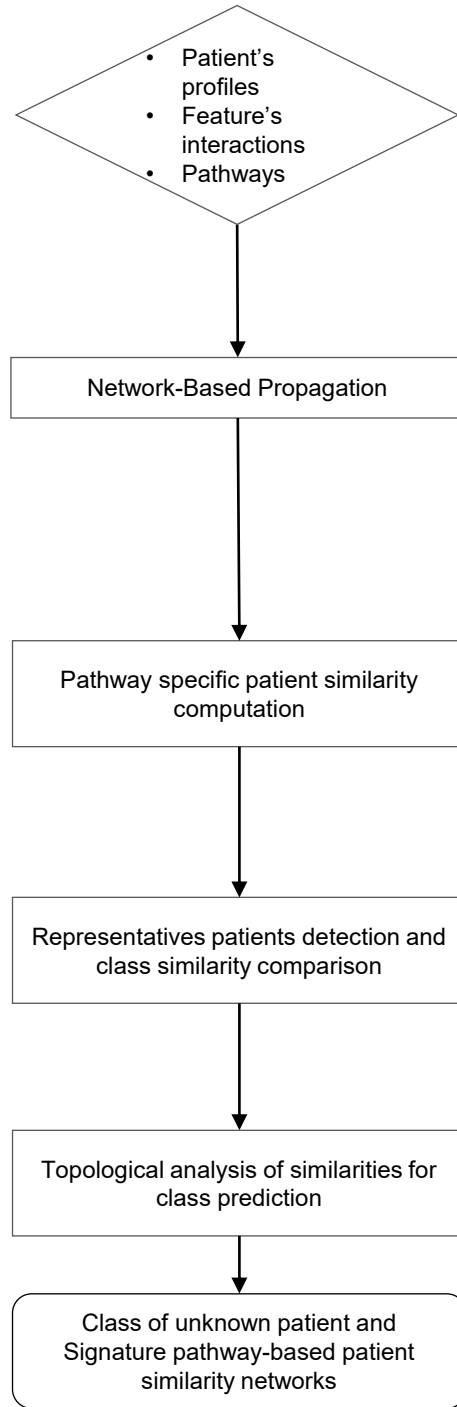 • Patient's
profiles
• Feature's
interactions
• Pathways
Network-Based Propagation
Pathway specific patient similarity
computation
Representatives patients detection and
class similarity comparison
Topological analysis of similarities for
class prediction
Class of unknown patient and
Signature pathway-based patient
similarity networks